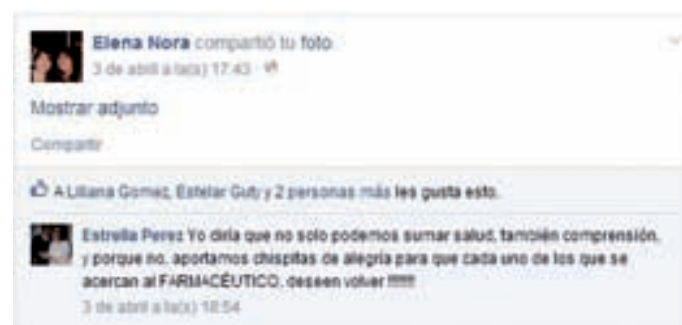 Elena Nora compartió tu foto.
3 de abril a la(s) 17:43
Mostrar adjunto
Compartir
A Liliana Gomez, Estelar Guty y 2 personas más les gusta esto.
Estrella Perez Yo diría que no solo podemos sumar salud, también comprensión,
y porque no, aportamos chispitas de alegría para que cada uno de los que se
acercan al FARMACÉUTICO, deseen volver !!!!!!!
3 de abril a la(s) 18:54